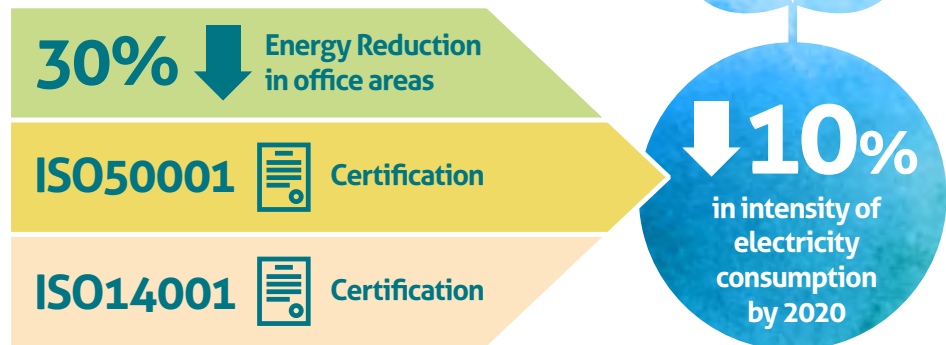 30%
Energy Reduction
in office areas
ISO50001
Certification
ISO14001
Certification
10%
in intensity of
electricity
consumption
by 2020